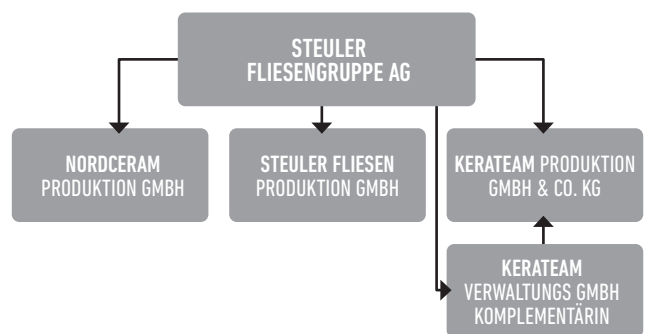 STEULER
FLIESENGRUPPE AG
NORDCERAM
PRODUKTION GMBH
STEULER FLIESEN
PRODUKTION GMBH
KERATEAM PRODUKTION
GMBH & CO. KG
KERATEAM
VERWALTUNGS GMBH
KOMPLEMENTÄRIN